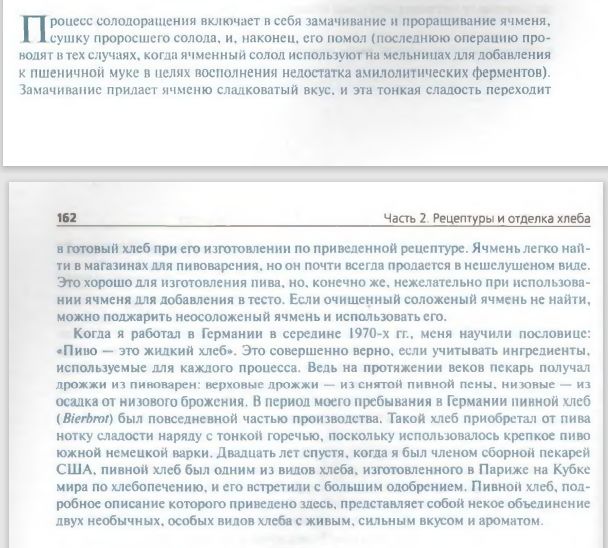 Процесс солодоращения включает в себя замачивание и проращивание ячменя,
сушку проросшего солода, и, наконец, его помол (последнюю операцию про-
водят в тех случаях, когда ячменный солод используют на мельницах для добавления
к пшеничной муке в целях восполнения недостатка амилолитических ферментов).
Замачивание придает ячменю сладковатый вкус, и эта тонкая сладость переходит
162 Часть 2. Рецептуры и отделка хлеба
в готовый хлеб при его изготовлении по приведенной рецептуре. Ячмень легко най-
ти в магазинах для пивоварения, но он почти всегда продается в нешелушеном виде.
Это хорошо для изготовления пива, но, конечно же, нежелательно при использова-
нии ячменя для добавления в тесто. Если очищенный соложеный ячмень не найти,
можно поджарить несоложеный ячмень и использовать его.
Когда я работал в Германии в середине 1970-х гг., меня научили пословице:
«Пиво — это жидкий хлеб». Это совершенно верно, если учитывать ингредиенты,
используемые для каждого процесса. Ведь на протяжении веков пекарь получал
дрожжи из пивоварен: верховые дрожжи — из снятой пивной пены, низовые — из
осадка от низового брожения. В период моего пребывания в Германии пивной хлеб
(Bierbrot) был повседневной частью производства. Такой хлеб приобретал от пива
нотку сладости наряду с тонкой горечью, поскольку использовалось крепкое пиво
южной немецкой варки. Двадцать лет спустя, когда я был членом сборной пекарей
США, пивной хлеб был одним из видов хлеба, изготовленного в Париже на Кубке
мира по хлебопечению, и его встретили с большим одобрением. Пивной хлеб, под-
робное описание которого приведено здесь, представляет собой некое объединение
двух необычных, особых видов хлеба с живым, сильным вкусом и ароматом.